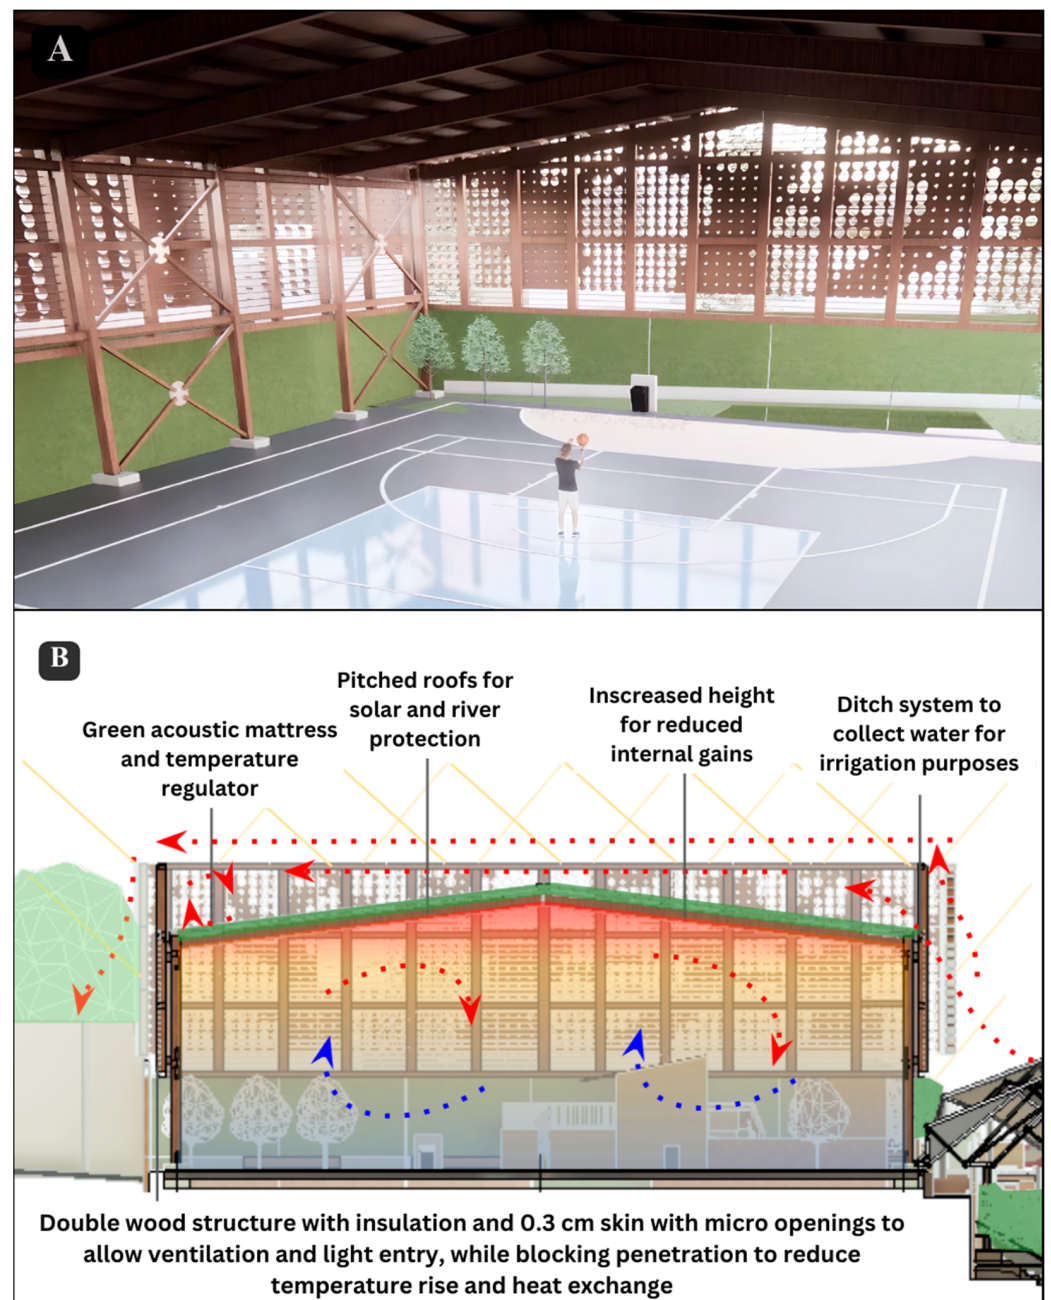 A
B
Pitched roofs for
solar and river
protection
Inscreased height
for reduced
internal gains
Ditch system to
collect water for
irrigation purposes
Green acoustic mattress
and temperature
regulator
Double wood structure with insulation and 0.3 cm skin with micro openings to
allow ventilation and light entry, while blocking penetration to reduce
temperature rise and heat exchange